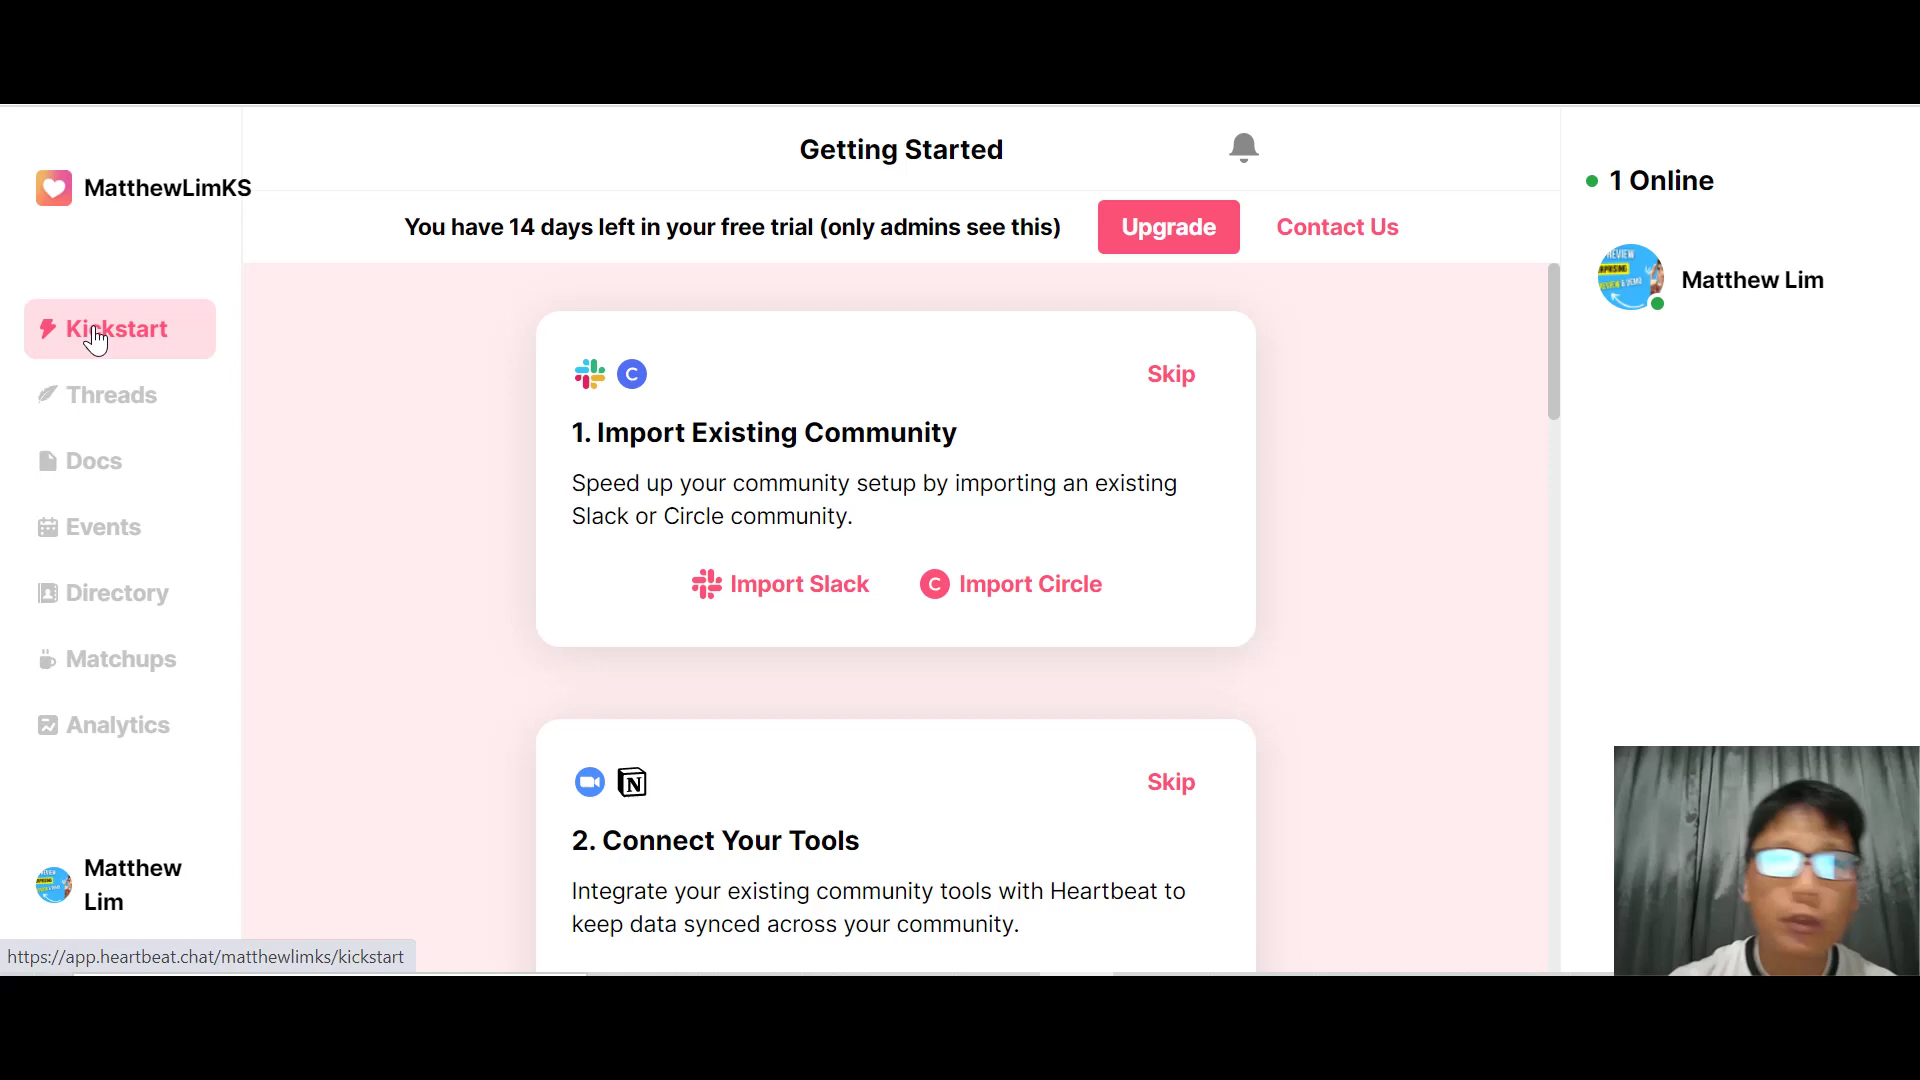 Getting Started
MatthewLimKS
You have 14 days left in your free trial (only admins see this)
Upgrade
Contact Us
1 Online
Matthew Lim
Kickstart
Threads
Docs
Events
Directory
Matchups
Analytics
Skip
1. Import Existing Community
Speed up your community setup by importing an existing
Slack or Circle community.
Import Slack
Import Circle
Skip
2. Connect Your Tools
Integrate your existing community tools with Heartbeat to
keep data synced across your community.
Matthew
Lim
https://app.heartbeat.chat/matthewlimks/kickstart